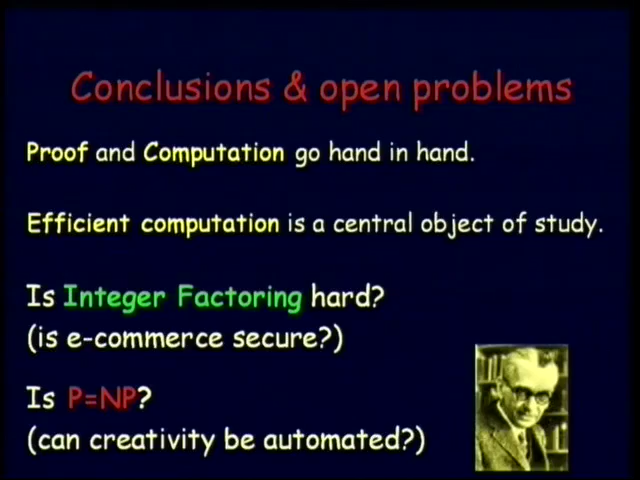 Conclusions & open problems
Proof and Computation go hand in hand.
Efficient computation is a central object of study.
Is Integer Factoring hard?
(is e-commerce secure?)
Is P=NP?
(can creativity be automated?)